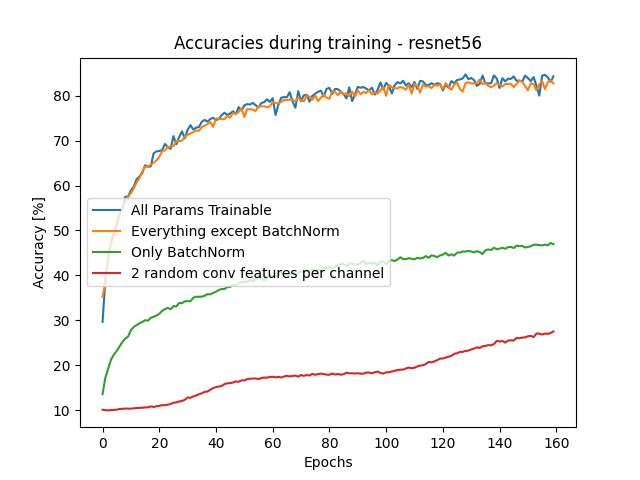 Accuracies during training - resnet56
Accuracy [%]
80
70
60
50
40
30
20
10
All Params Trainable
Everything except BatchNorm
Only BatchNorm
2 random conv features per channel
0 20 40 60 80 100 120 140 160
Epochs